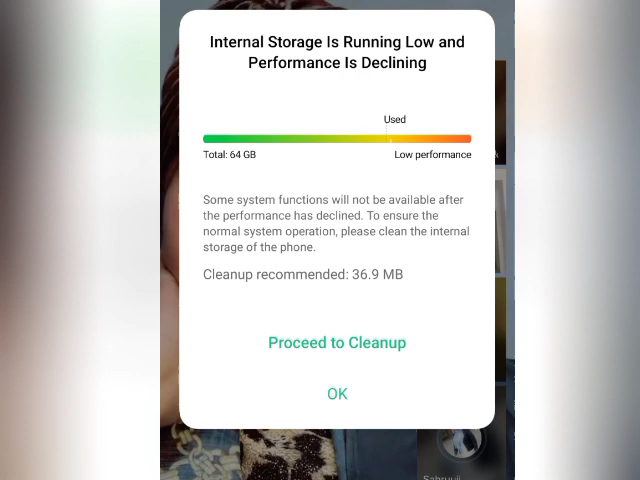 Internal Storage Is Running Low and
Performance Is Declining
Used
Total: 64 GB
Low performance
Some system functions will not be available after
the performance has declined. To ensure the
normal system operation, please clean the internal
storage of the phone.
Cleanup recommended: 36.9 MB
Proceed to Cleanup
OK